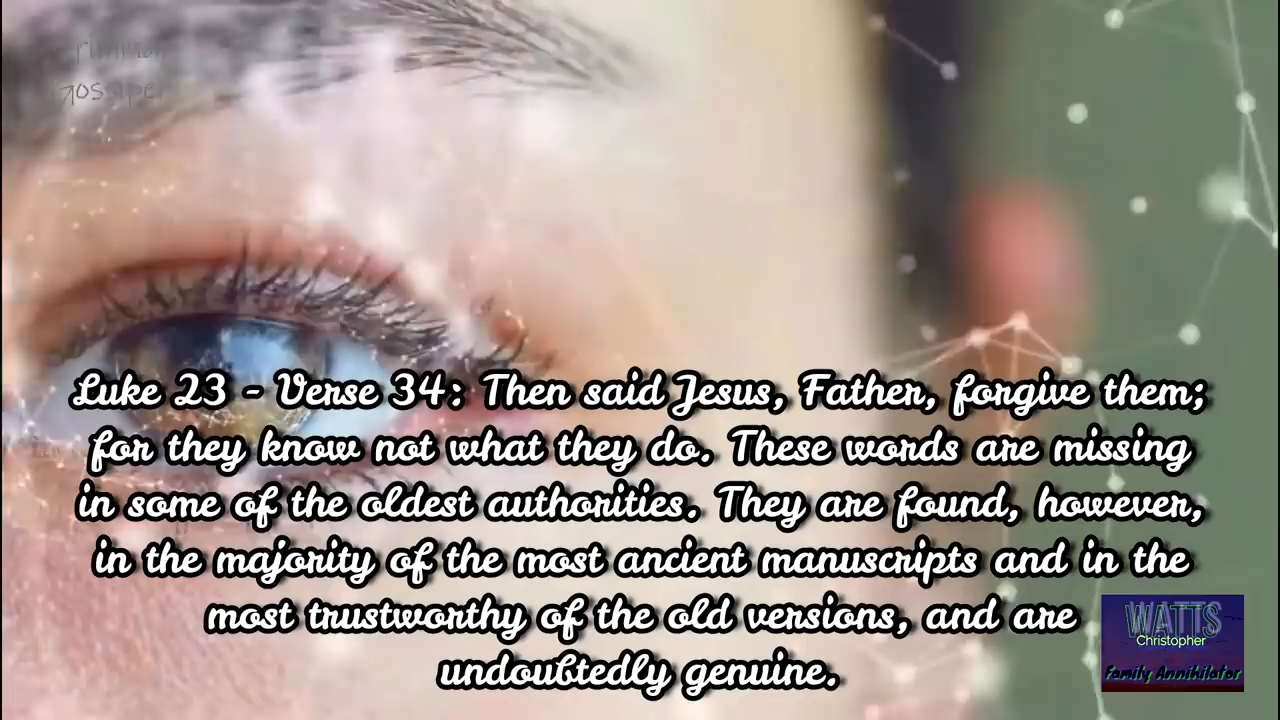 Gossiper
Luke 23 - Verse 34: Then said Jesus, Father, forgive them;
for they know not what they do. These words are missing
in some of the oldest authorities. They are found, however,
in the majority of the most ancient manuscripts and in the
most trustworthy of the old versions, and are
undoubtedly genuine.
WATTS
Christopher
Family Annihilator